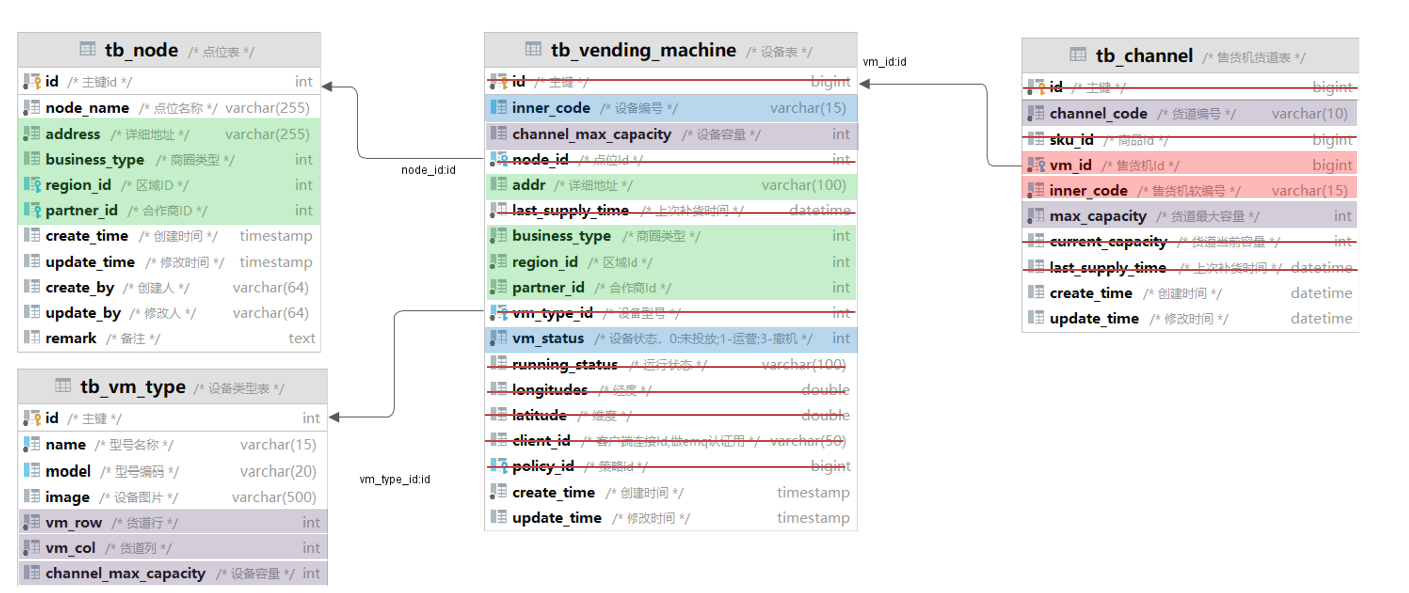 tb_node /* 点位表 */
id /* 主键id */ int
node_name /* 点位名称 */ varchar(255)
address /* 详细地址 */ varchar(255)
business_type /* 商圈类型 */ int
region_id /* 区域ID */ int
partner_id /* 合作商ID */ int
create_time /* 创建时间 */ timestamp
update_time /* 修改时间 */ timestamp
create_by /* 创建人 */ varchar(64)
update_by /* 修改人 */ varchar(64)
remark /* 备注 */ text
tb_vm_type /* 设备类型表 */
id /* 主键 */ int
name /* 型号名称 */ varchar(15)
model /* 型号编码 */ varchar(20)
image /* 设备图片 */ varchar(500)
vm_row /* 货道行 */ int
vm_col /* 货道列 */ int
channel_max_capacity /* 设备容量 */ int
node_id:id
vm_type_id:id
tb_vending_machine /* 设备表 */
id /* 主键 */ bigint
inner_code /* 设备编号 */ varchar(15)
channel_max_capacity /* 设备容量 */ int
node_id /* 点位Id */ int
addr /* 详细地址 */ varchar(100)
last_supply_time /* 上次补货时间 */ datetime
business_type /* 商圈类型 */ int
region_id /* 区域Id */ int
partner_id /* 合作商Id */ int
vm_type_id /* 设备型号 */ int
vm_status /* 设备状态，0:未投放;1-运营;3-撤机 */ int
running_status /* 运行状态 */ varchar(100)
longitudes /* 经度 */ double
latitude /* 维度 */ double
client_id /* 客户端连接Id,做emq认证用 */ varchar(50)
policy_id /* 策略id */ bigint
create_time /* 创建时间 */ timestamp
update_time /* 修改时间 */ timestamp
vm_id:id
tb_channel /* 售货机货道表 */
id /* 主键 */ bigint
channel_code /* 货道编号 */ varchar(10)
sku_id /* 商品Id */ bigint
vm_id /* 售货机Id */ bigint
inner_code /* 售货机软编号 */ varchar(15)
max_capacity /* 货道最大容量 */ int
current_capacity /* 货道当前容量 */ int
last_supply_time /* 上次补货时间 */ datetime
create_time /* 创建时间 */ datetime
update_time /* 修改时间 */ datetime